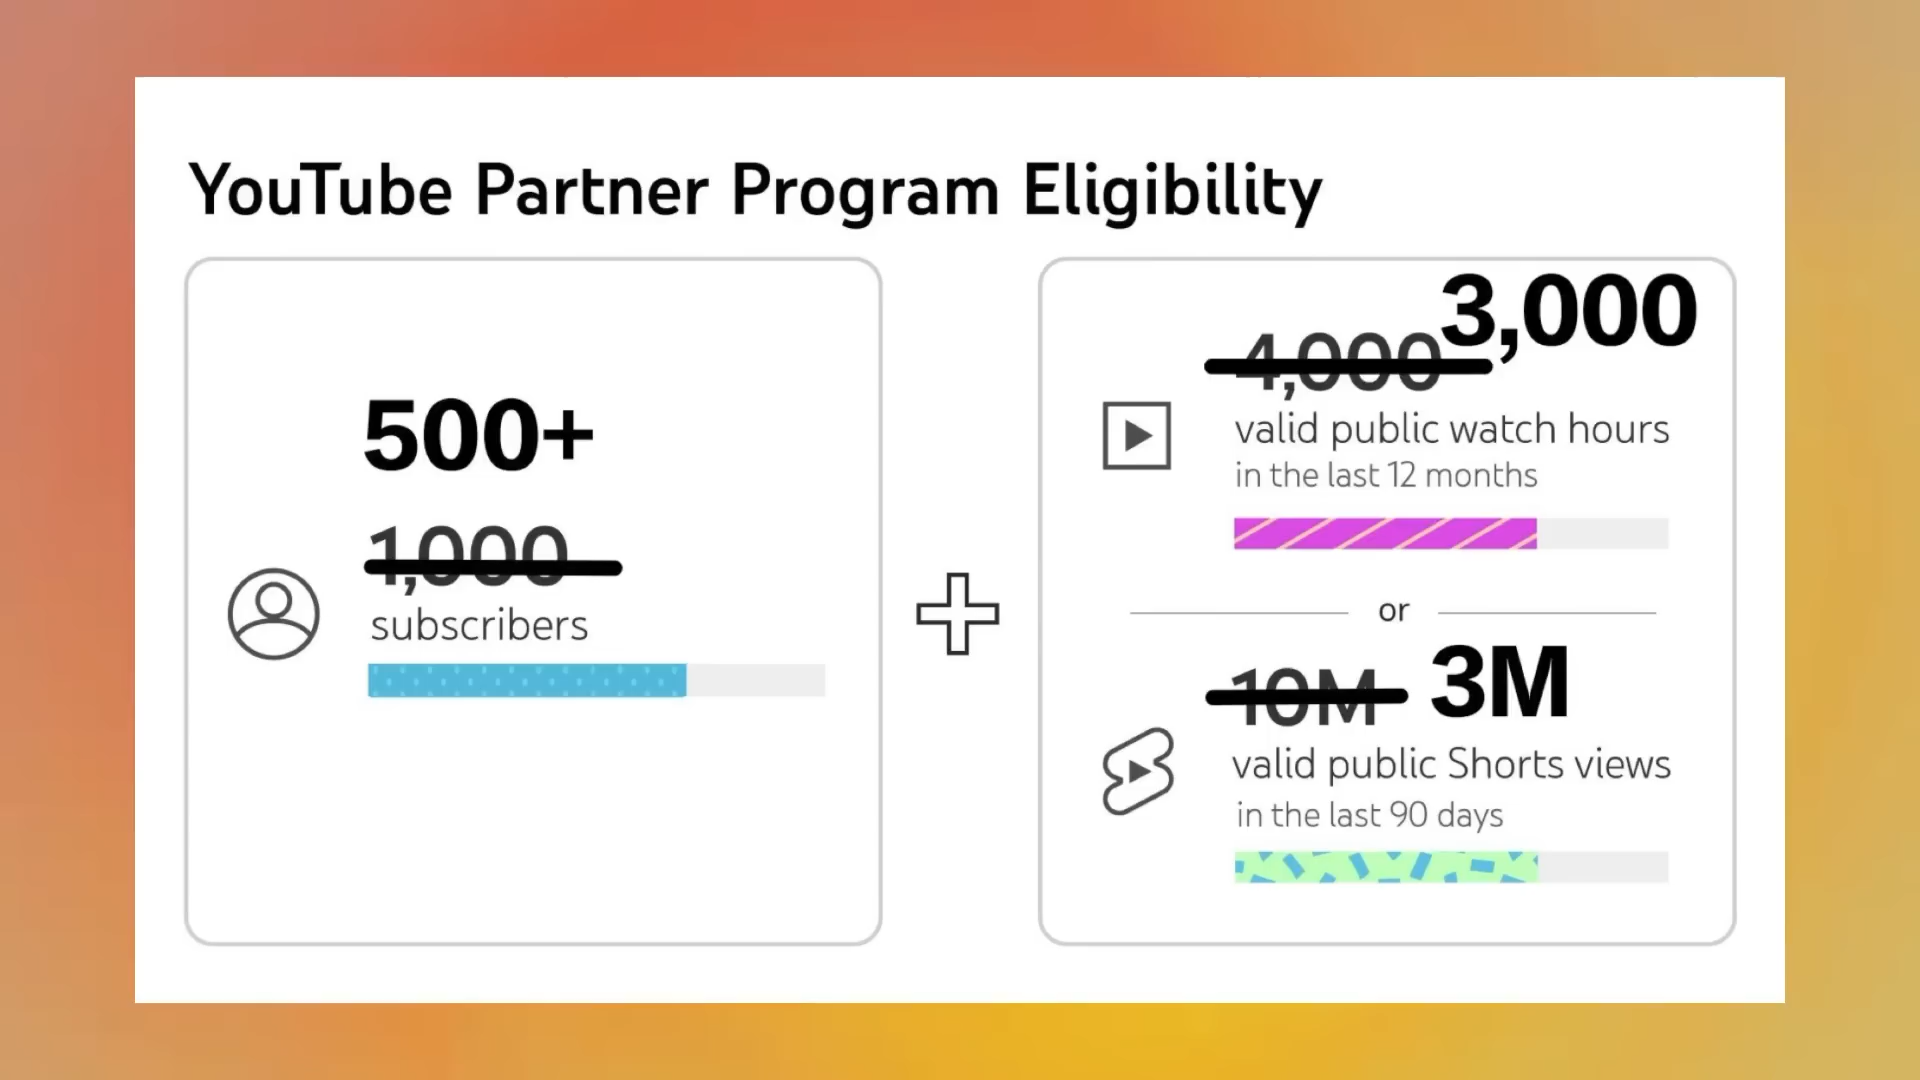 YouTube Partner Program Eligibility
500+
1,000
subscribers
3,000
4,000
valid public watch hours
in the last 12 months
or
10M 3M
valid public Shorts views
in the last 90 days